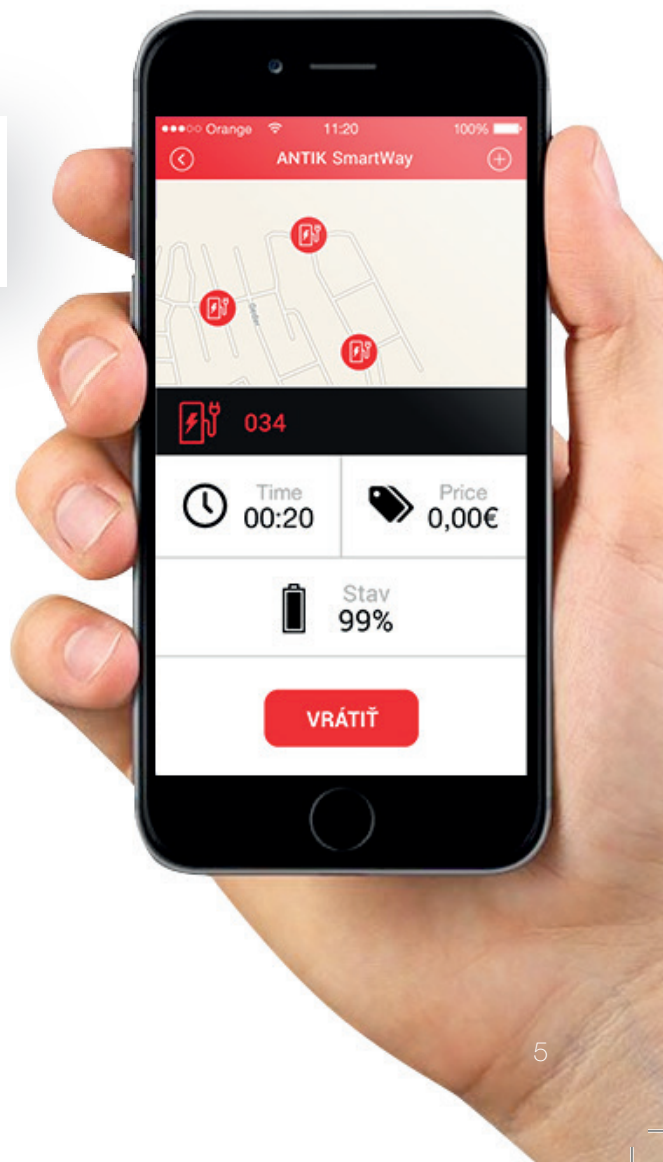 Orange 11:20 100%
ANTIK SmartWay
034
Time
00:20
Price
0,00€
Stav
99%
VRÁTIŤ
5